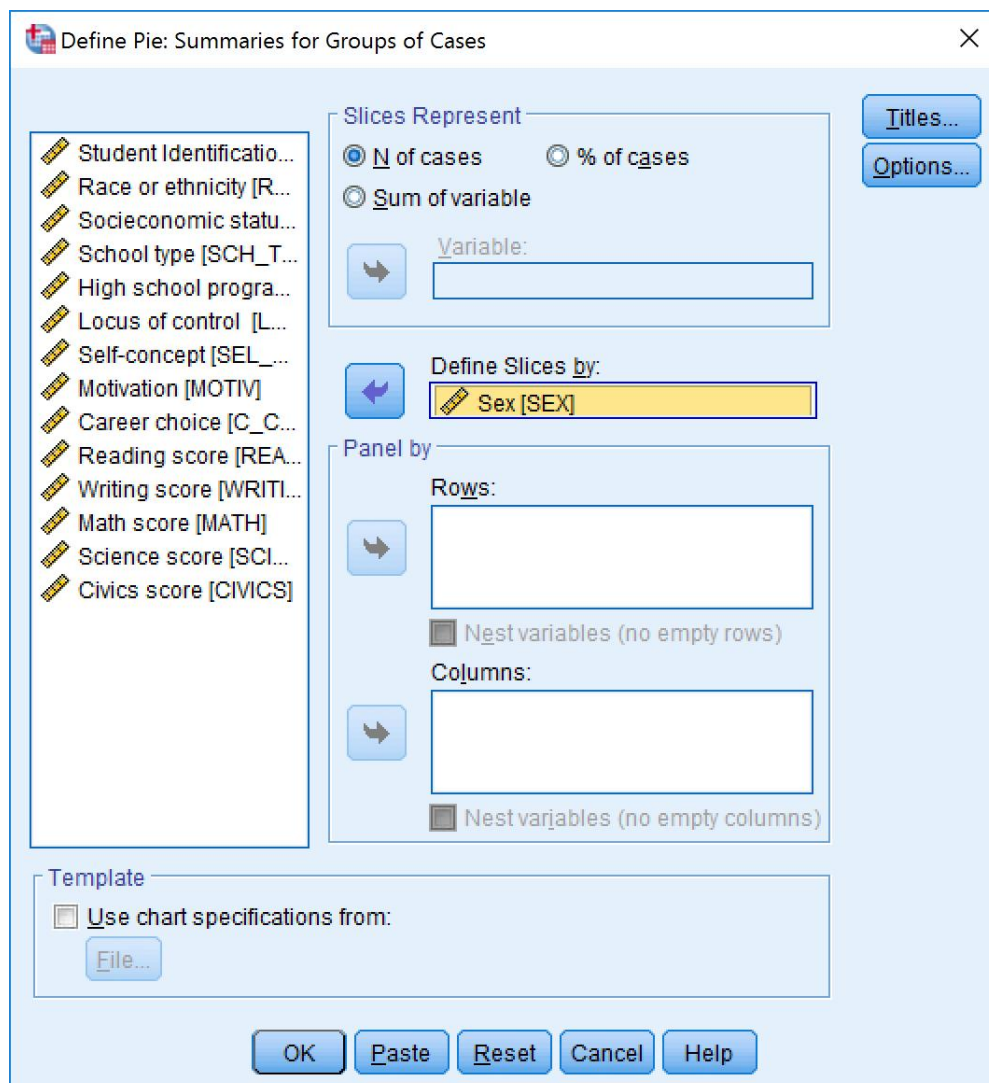 Define Pie: Summaries for Groups of Cases
Student Identificatio...
Race or ethnicity [R...
Socieconomic statu...
School type [SCH_T...
High school progra...
Locus of control [L...
Self-concept [SEL_...
Motivation [MOTIV]
Career choice [C_C...
Reading score [REA...
Writing score [WRITI...
Math score [MATH]
Science score [SCI...
Civics score [CIVICS]
Slices Represent
N of cases % of cases
Sum of variable
Variable:
Define Slices by:
Sex [SEX]
Panel by
Rows:
Nest variables (no empty rows)
Columns:
Nest variables (no empty columns)
Titles...
Options...
Template
Use chart specifications from:
File...
OK Paste Reset Cancel Help